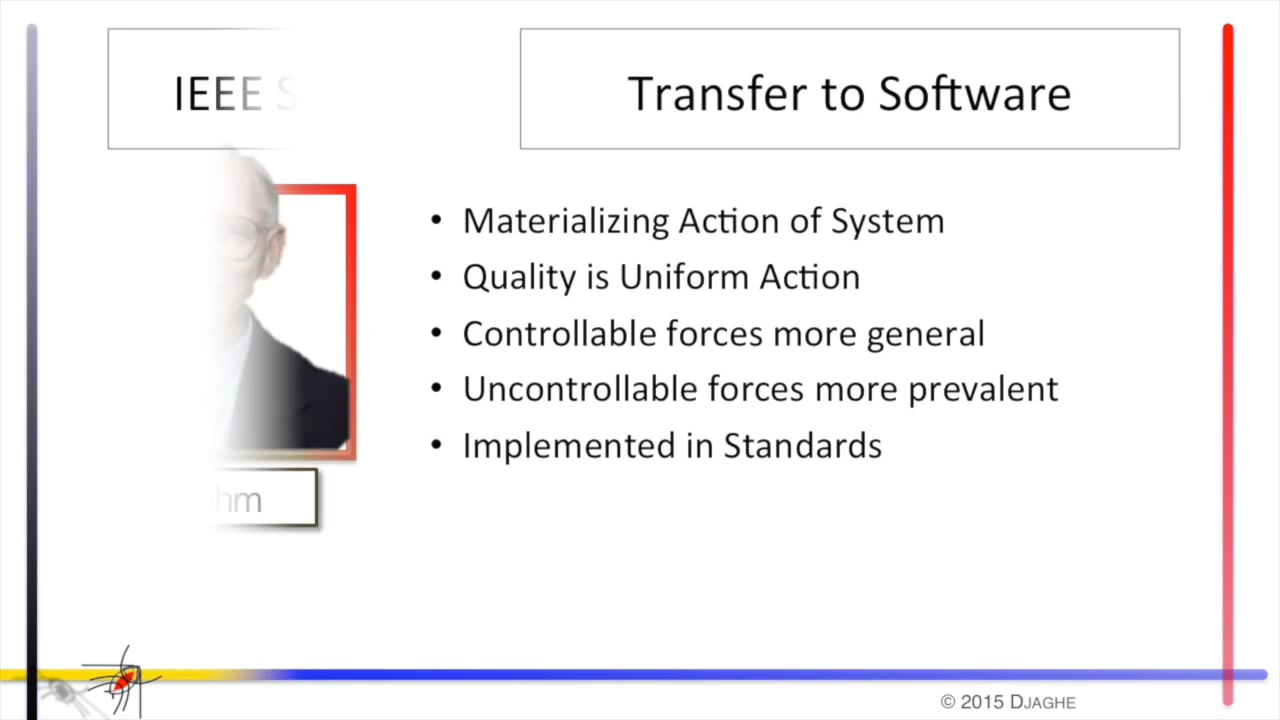 IEEE S
Transfer to Software
• Materializing Action of System
• Quality is Uniform Action
• Controllable forces more general
• Uncontrollable forces more prevalent
• Implemented in Standards
hm
© 2015 DJAGHE